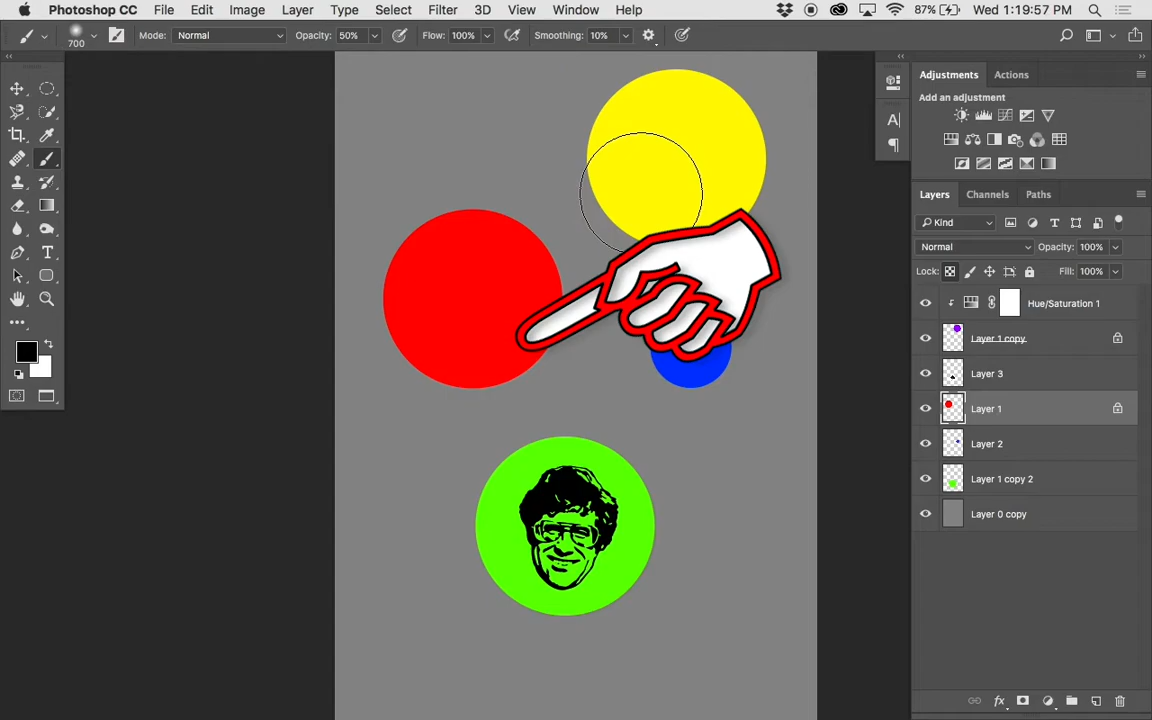 Photoshop CC File Edit Image Layer Type Select Filter 3D View Window Help 87% Wed 1:19:57 PM
700 Mode: Normal Opacity: 50% Flow: 100% Smoothing: 10%
Adjustments Actions
Add an adjustment
Layers Channels Paths
Kind
Normal Opacity: 100%
Lock: Fill: 100%
Hue/Saturation 1
Layer 1 copy
Layer 3
Layer 1
Layer 2
Layer 1 copy 2
Layer 0 copy